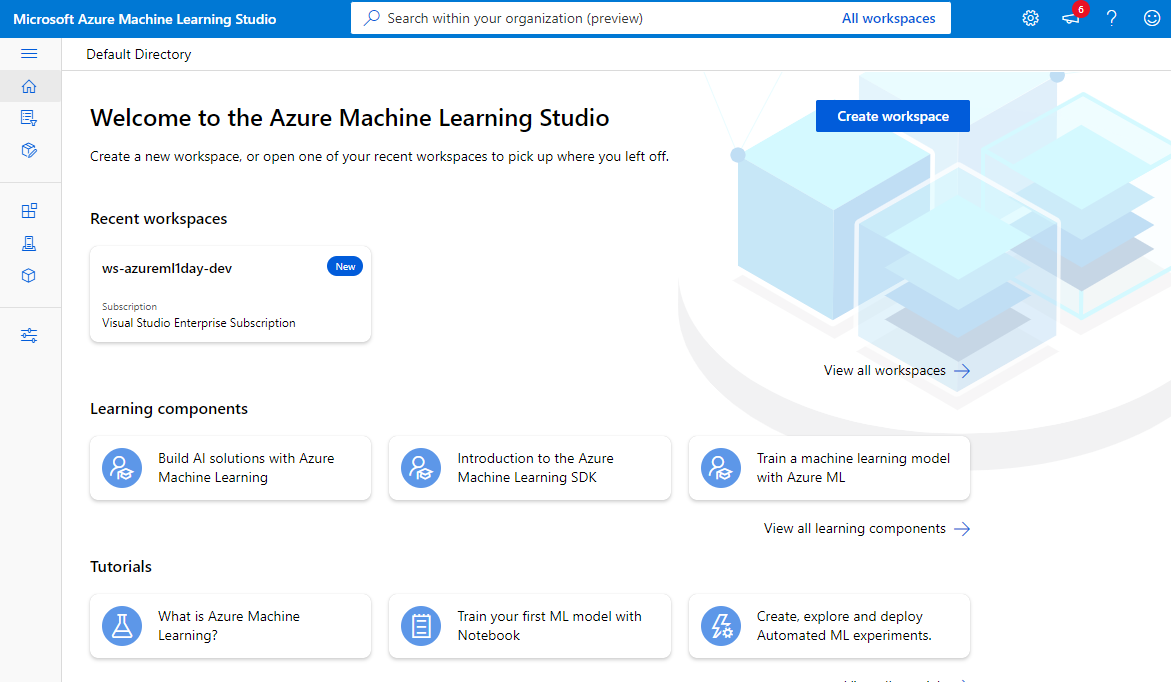 Microsoft Azure Machine Learning Studio
Search within your organization (preview)
All workspaces
6
Default Directory
Welcome to the Azure Machine Learning Studio
Create workspace
Create a new workspace, or open one of your recent workspaces to pick up where you left off.
Recent workspaces
ws-azureml1day-dev
New
Subscription
Visual Studio Enterprise Subscription
View all workspaces
Learning components
Build AI solutions with Azure
Machine Learning
Introduction to the Azure
Machine Learning SDK
Train a machine learning model
with Azure ML
View all learning components
Tutorials
What is Azure Machine
Learning?
Train your first ML model with
Notebook
Create, explore and deploy
Automated ML experiments.